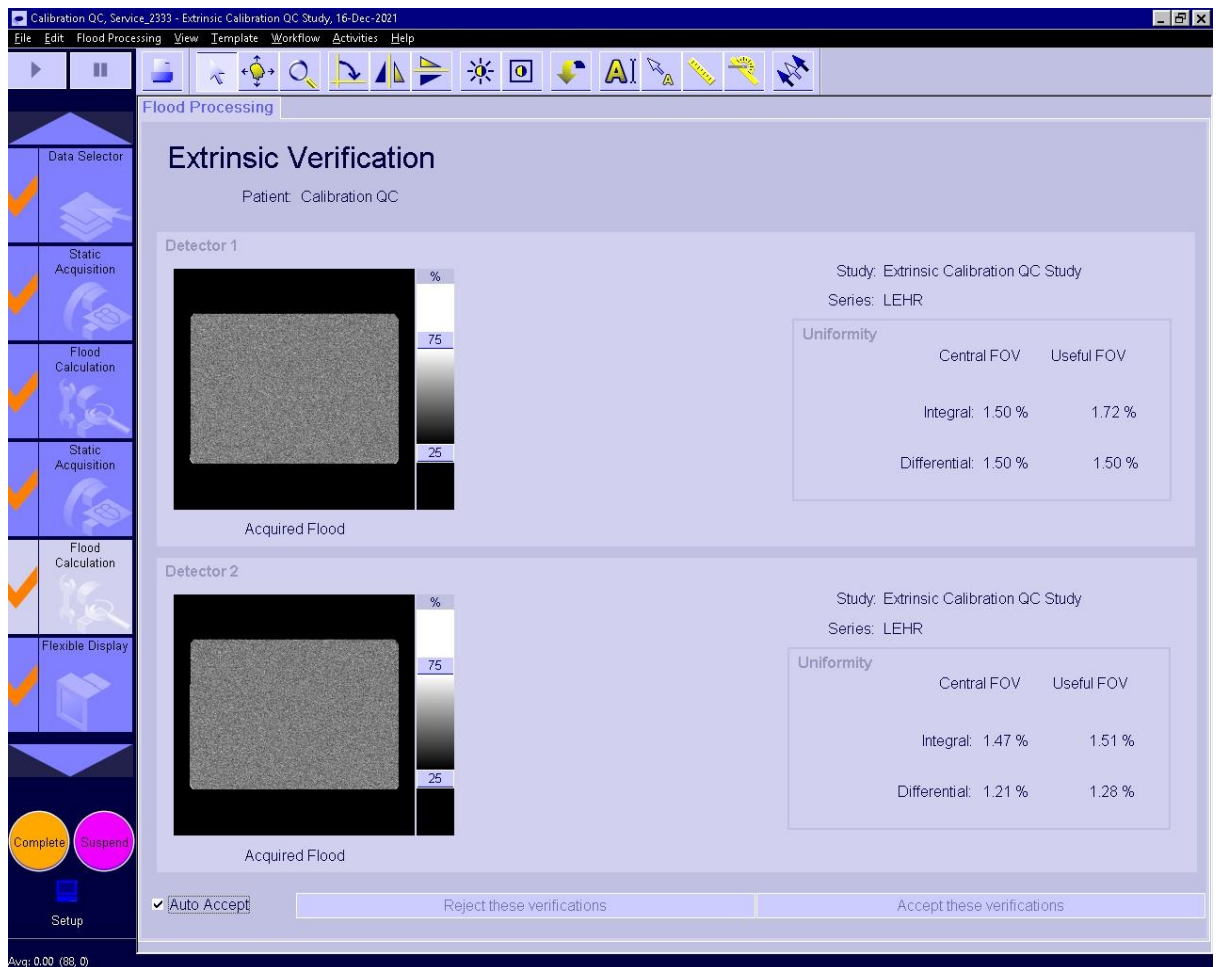 Calibration QC, Service_2333 - Extrinsic Calibration QC Study, 16-Dec-2021
File Edit Flood Processing View Template Workflow Activities Help
Flood Processing
Data Selector
Static
Acquisition
Flood
Calculation
Static
Acquisition
Flood
Calculation
Flexible Display
Complete
Suspend
Setup
Avg: 0.00 (88, 0)
Extrinsic Verification
Patient: Calibration QC
Detector 1
%
75
25
Acquired Flood
Study: Extrinsic Calibration QC Study
Series: LEHR
Uniformity
Central FOV Useful FOV
Integral: 1.50 % 1.72 %
Differential: 1.50 % 1.50 %
Detector 2
%
75
25
Acquired Flood
Study: Extrinsic Calibration QC Study
Series: LEHR
Uniformity
Central FOV Useful FOV
Integral: 1.47 % 1.51 %
Differential: 1.21 % 1.28 %
Auto Accept
Reject these verifications
Accept these verifications